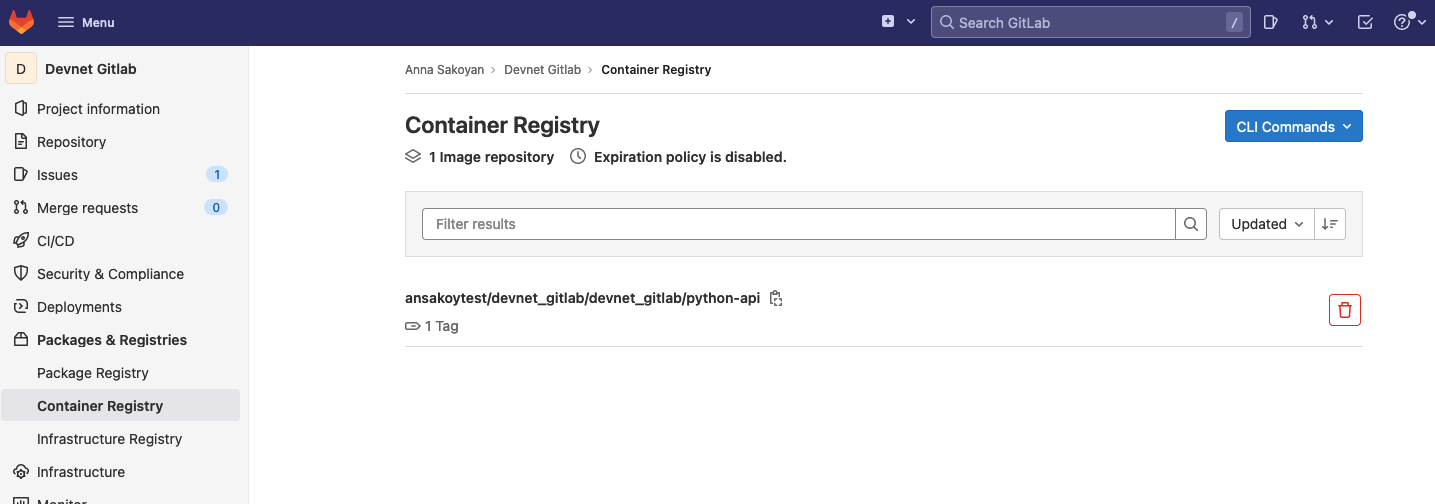 Menu
Search GitLab
/
D Devnet Gitlab
Project information
Repository
Issues 1
Merge requests 0
CI/CD
Security & Compliance
Deployments
Packages & Registries
Package Registry
Container Registry
Infrastructure Registry
Infrastructure
Monitor
Anna Sakoyan › Devnet Gitlab › Container Registry
Container Registry
CLI Commands
1 Image repository Expiration policy is disabled.
Filter results
Updated
ansakoytest/devnet_gitlab/devnet_gitlab/python-api
1 Tag